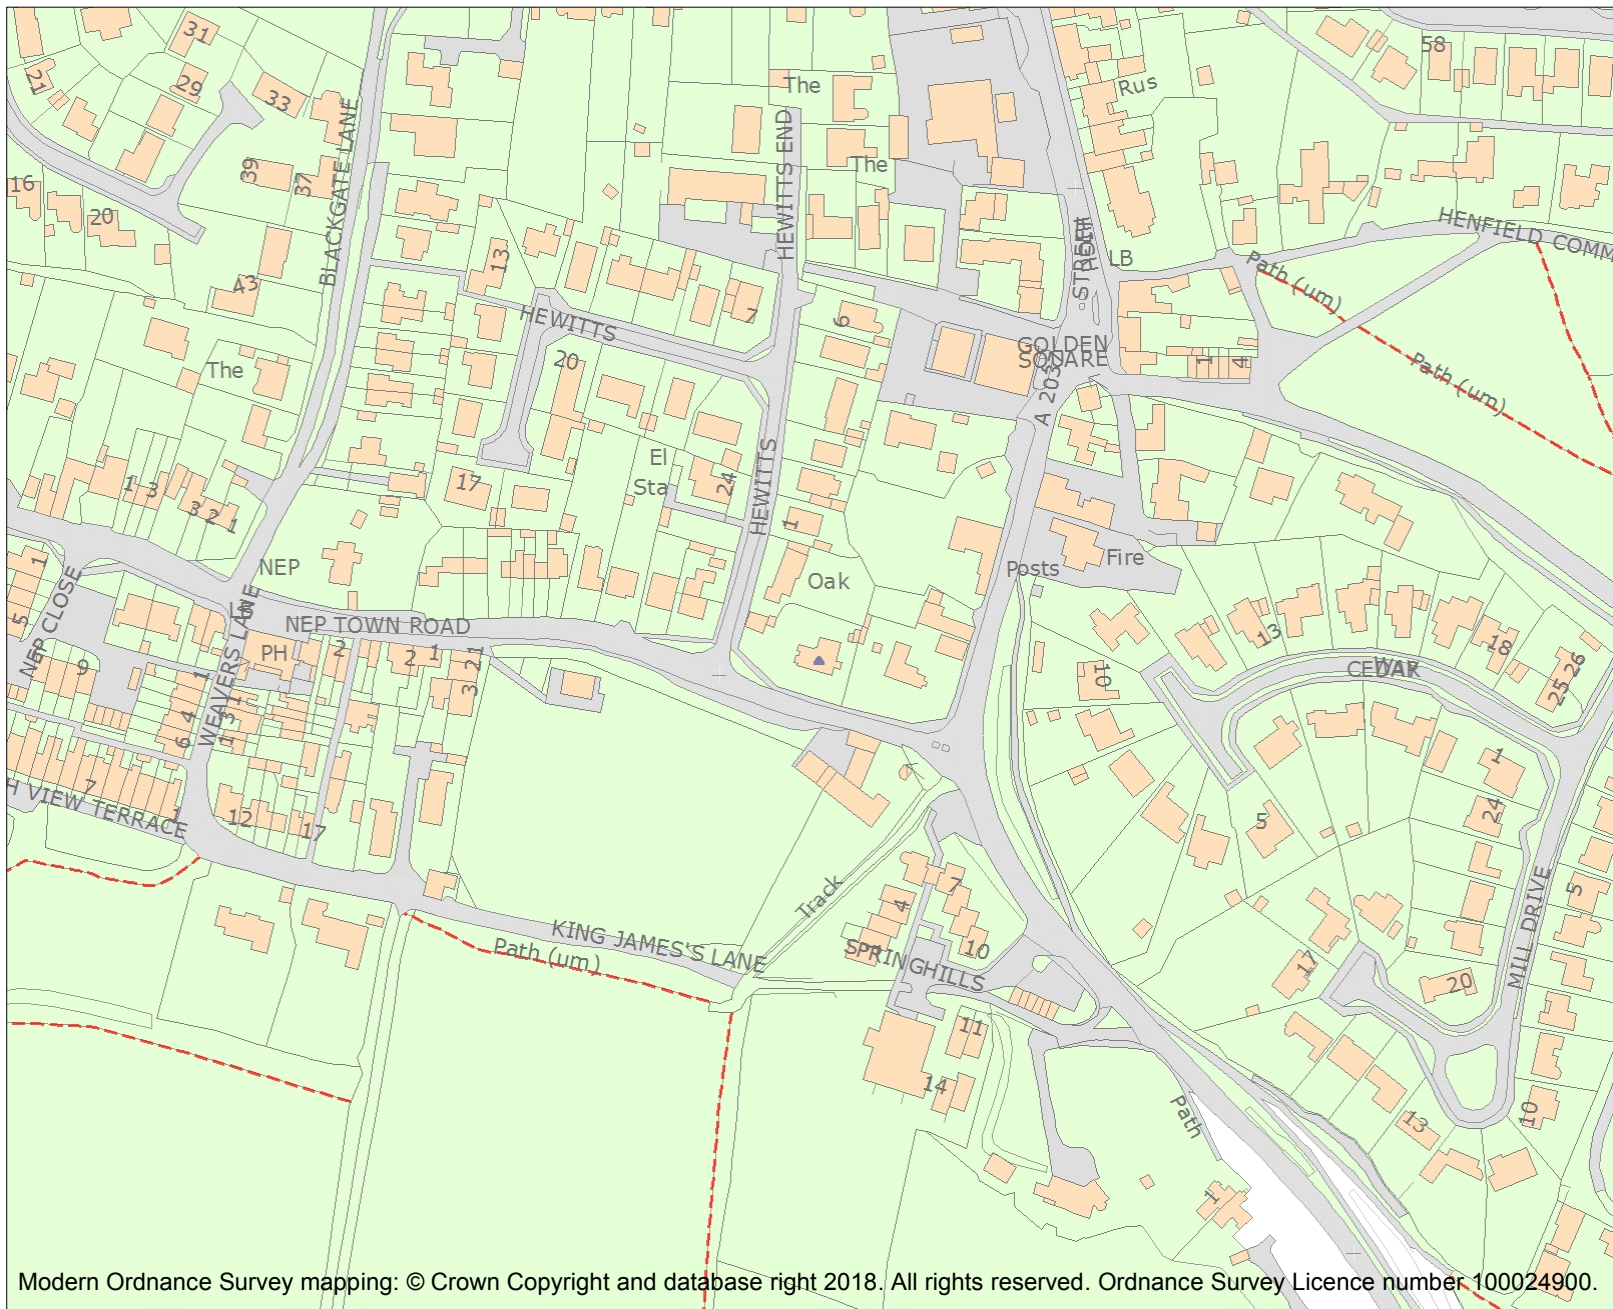 31
58
21
29
33
The
Rus
BLACKGATE LANE
HEWITTS END
39
37
The
16
20
HENFIELD COMM
STREET
LB
13
Path (um)
43
7
6
HEWITTS
GOLDEN
SQUARE
20
1
4
The
A 203
Path (um)
El
Sta
17
24
HEWITTS
1
3
3
2
1
1
1
NEP
Oak
Posts
Fire
5
NEP CLOSE
LB
NEP TOWN ROAD
PH
2
2
1
21
3
9
WEAVERS LANE
1
1
3
1
4
6
13
18
26
25
10
CEDAR
WAY
1
24
5
7
1
H VIEW TERRACE
12
17
Track
7
4
10
KING JAMES'S LANE
Path (um)
SPRINGHILLS
5
MILL DRIVE
17
20
11
14
Path
13
10
1
Modern Ordnance Survey mapping: © Crown Copyright and database right 2018. All rights reserved. Ordnance Survey Licence number 100024900.